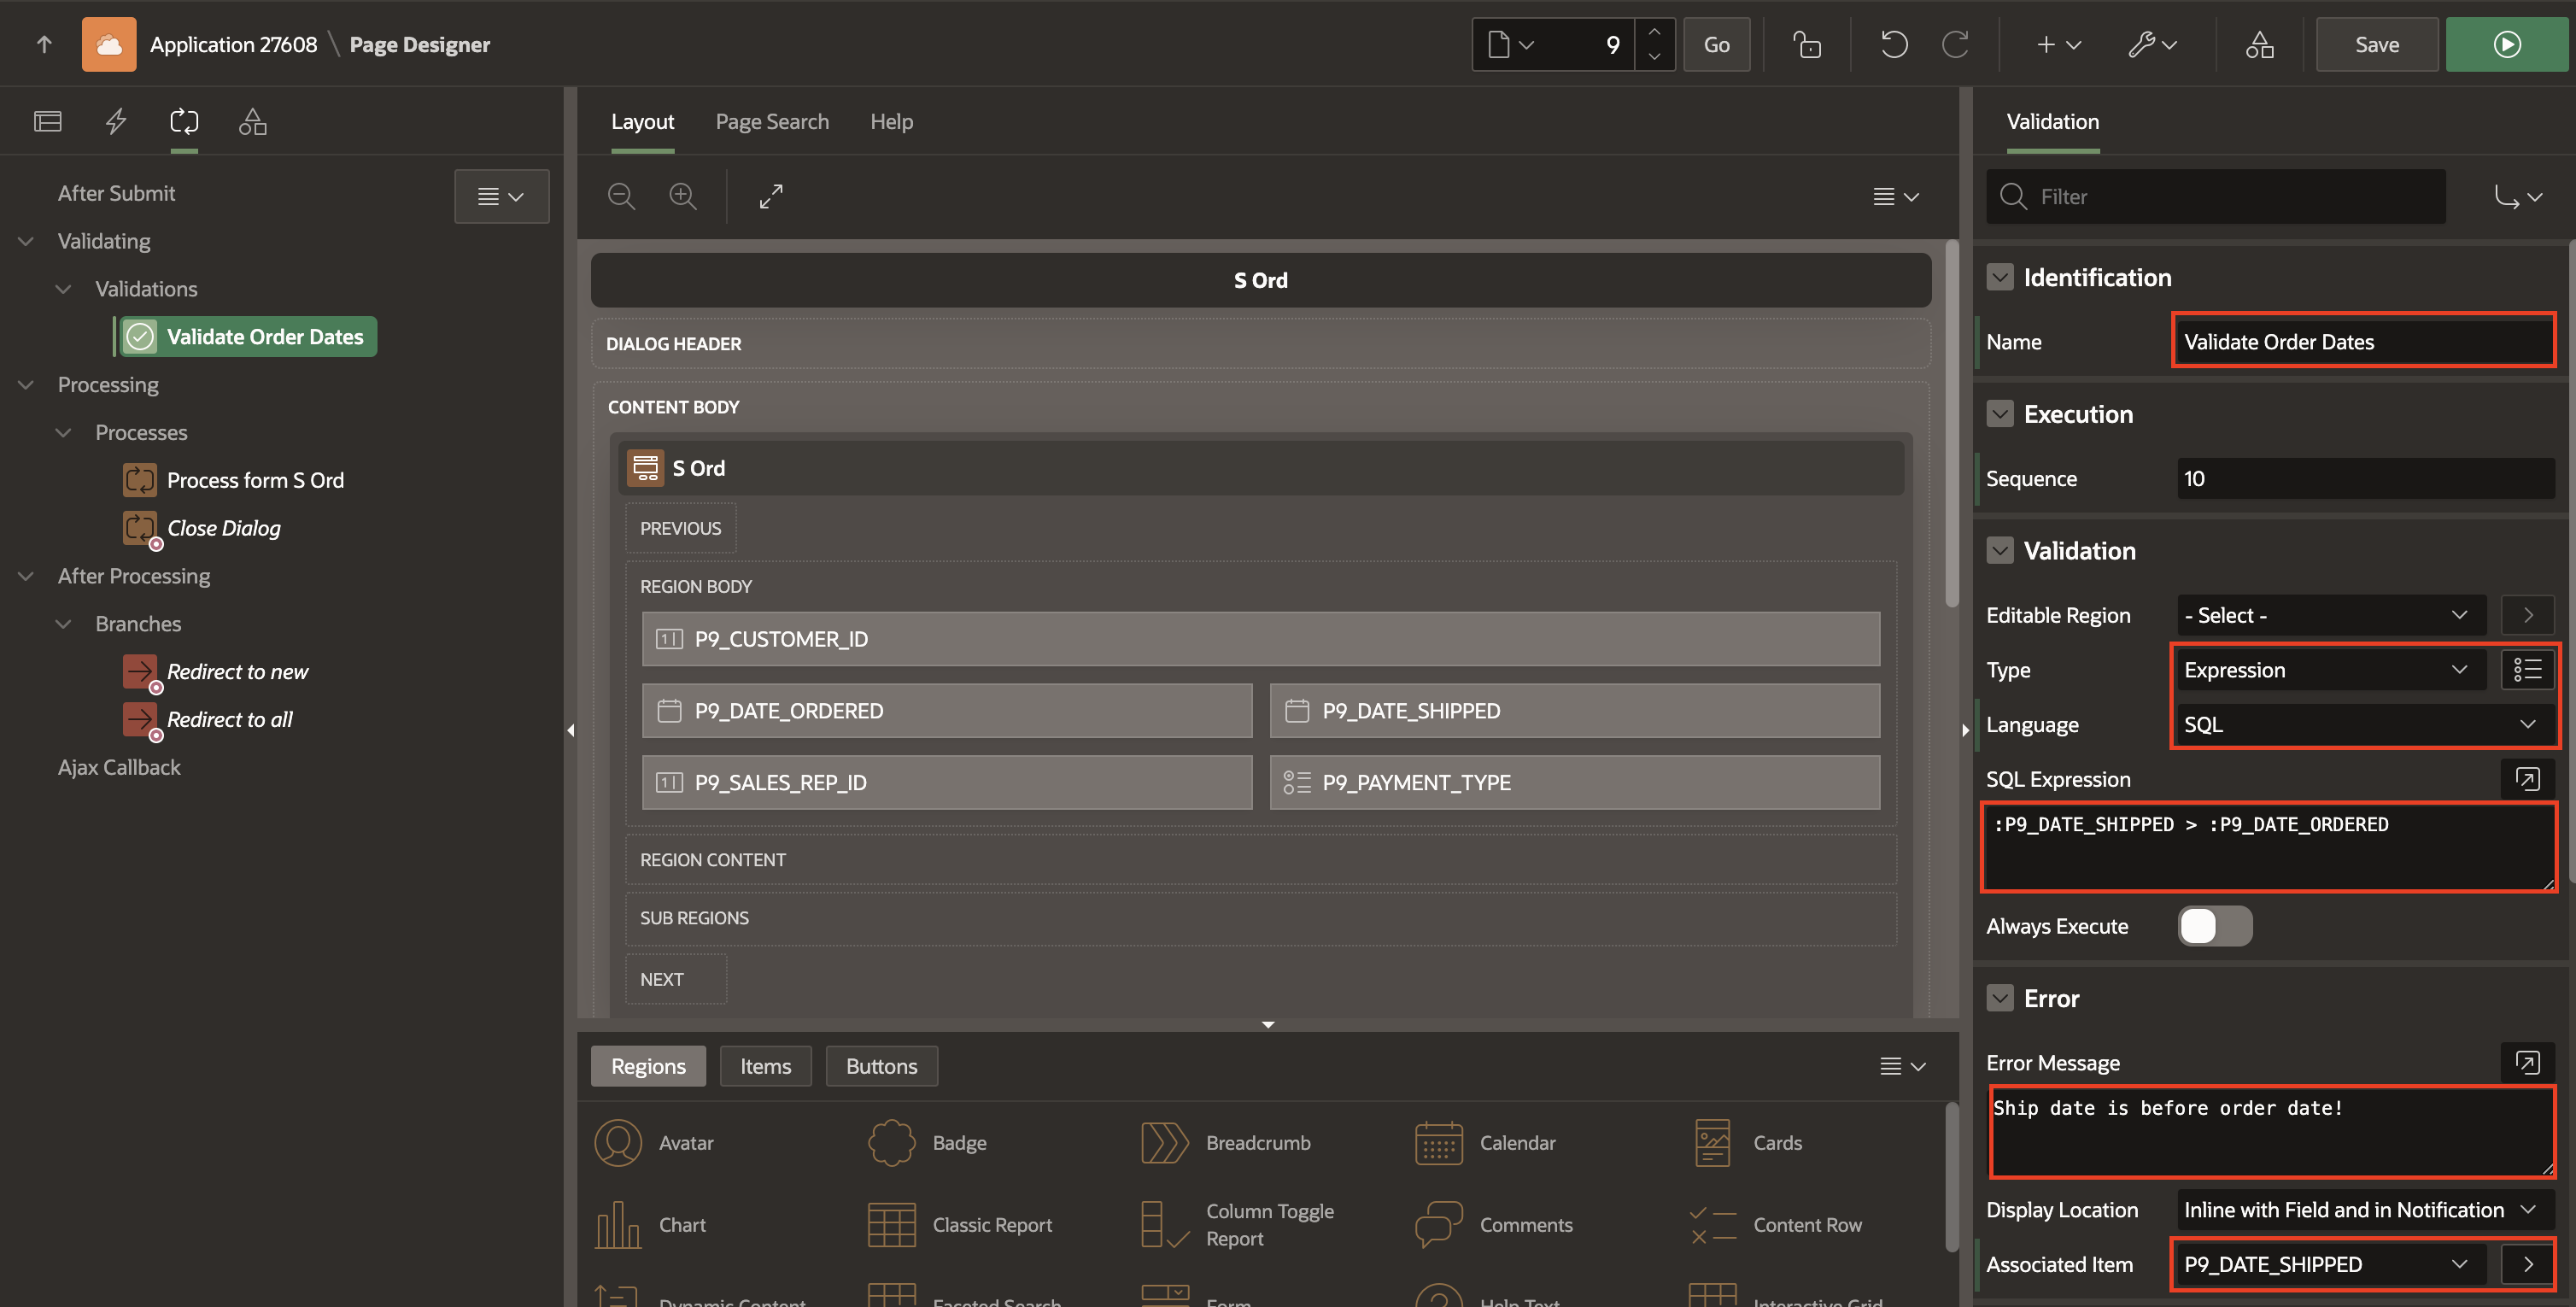 Application 27608 \ Page Designer
9
Go
Save
After Submit
Validating
Validations
Validate Order Dates
Processing
Processes
Process form S Ord
Close Dialog
After Processing
Branches
Redirect to new
Redirect to all
Ajax Callback
Layout Page Search Help
S Ord
DIALOG HEADER
CONTENT BODY
S Ord
PREVIOUS
REGION BODY
P9_CUSTOMER_ID
P9_DATE_ORDERED P9_DATE_SHIPPED
P9_SALES_REP_ID P9_PAYMENT_TYPE
REGION CONTENT
SUB REGIONS
NEXT
Regions Items Buttons
Avatar Badge Breadcrumb Calendar Cards
Chart Classic Report Column Toggle Report Comments Content Row
Dynamic Content Faceted Search Form Help Text Interactive Grid
Validation
Filter
Identification
Name Validate Order Dates
Execution
Sequence 10
Validation
Editable Region - Select -
Type Expression
Language SQL
SQL Expression
:P9_DATE_SHIPPED > :P9_DATE_ORDERED
Always Execute
Error
Error Message
Ship date is before order date!
Display Location Inline with Field and in Notification
Associated Item P9_DATE_SHIPPED